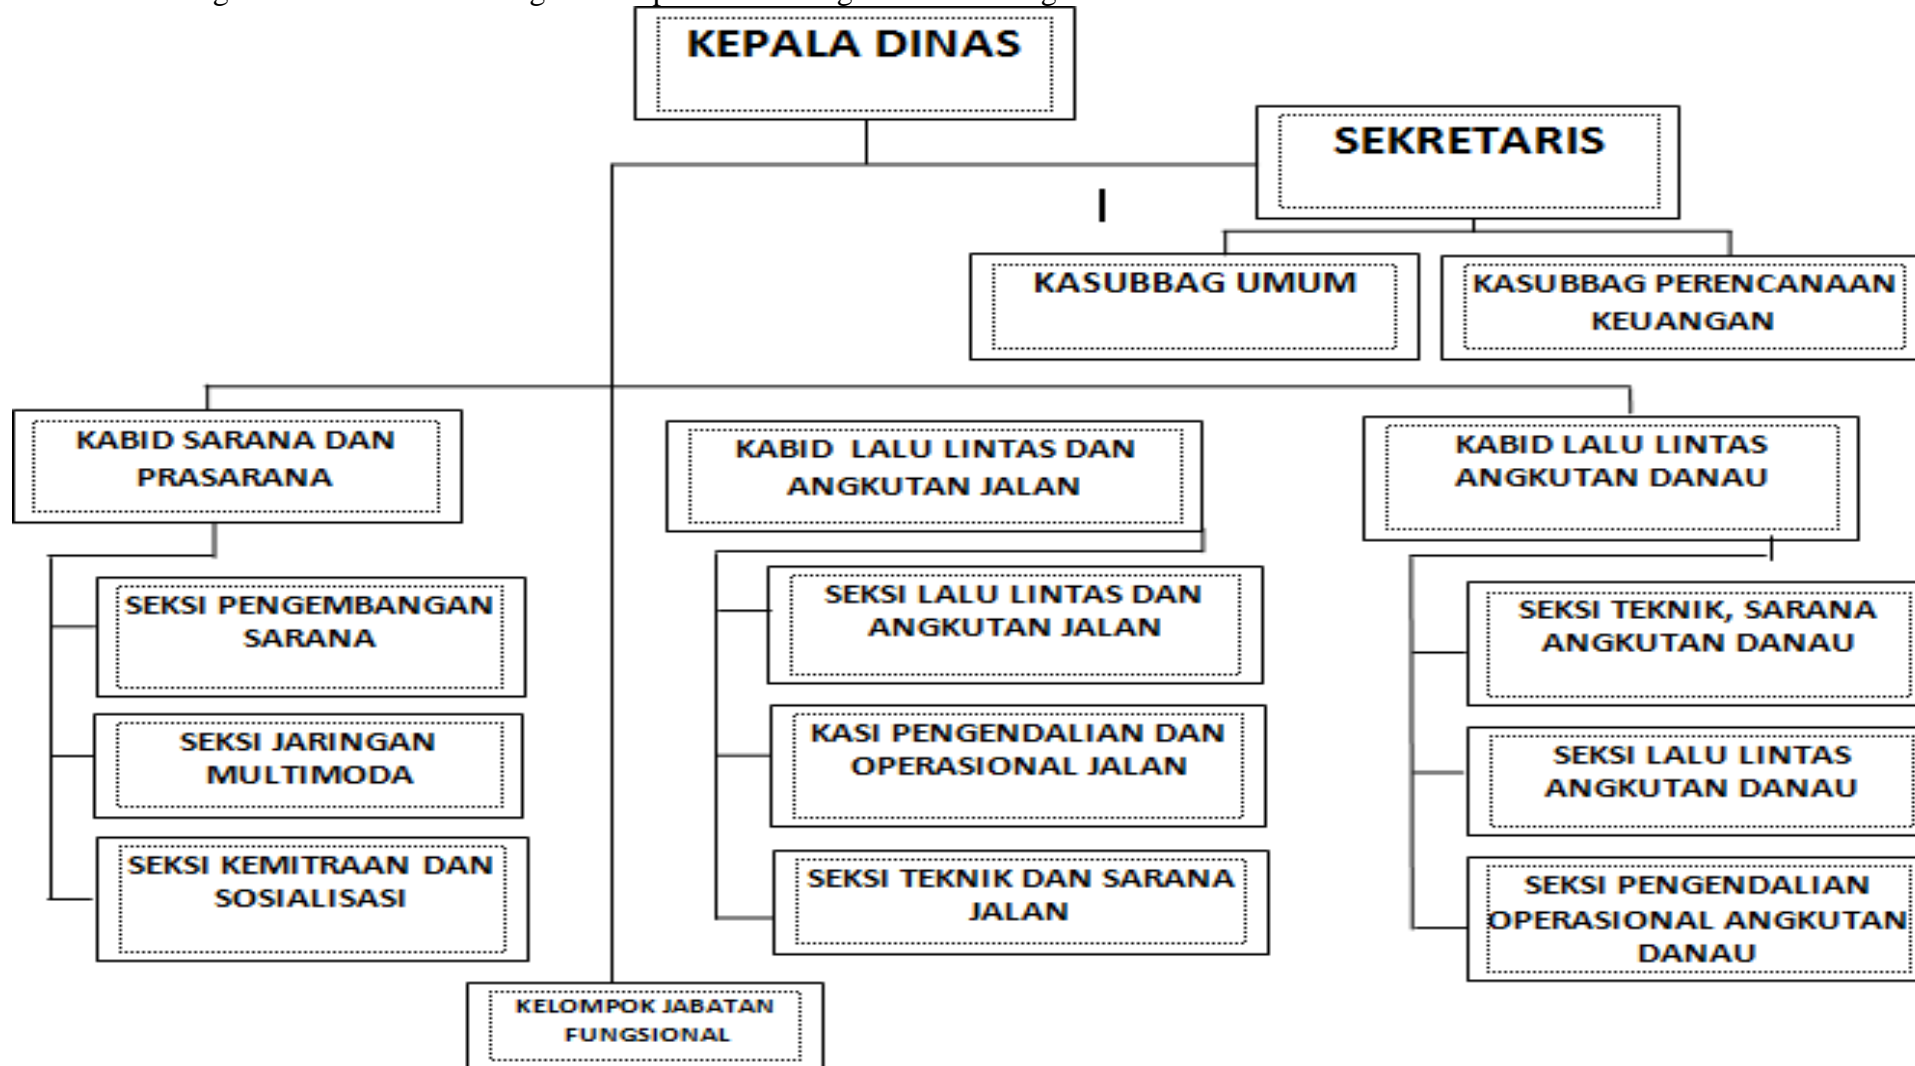 KEPALA DINAS
SEKRETARIS
KASUBBAG UMUM
KASUBBAG PERENCANAAN
KEUANGAN
KABID SARANA DAN
PRASARANA
KABID LALU LINTAS DAN
ANGKUTAN JALAN
KABID LALU LINTAS
ANGKUTAN DANAU
SEKSI PENGEMBANGAN
SARANA
SEKSI JARINGAN
MULTIMODA
SEKSI KEMITRAAN DAN
SOSIALISASI
SEKSI LALU LINTAS DAN
ANGKUTAN JALAN
KASI PENGENDALIAN DAN
OPERASIONAL JALAN
SEKSI TEKNIK DAN SARANA
JALAN
SEKSI TEKNIK, SARANA
ANGKUTAN DANAU
SEKSI LALU LINTAS
ANGKUTAN DANAU
SEKSI PENGENDALIAN
OPERASIONAL ANGKUTAN
DANAU
KELOMPOK JABATAN
FUNGSIONAL